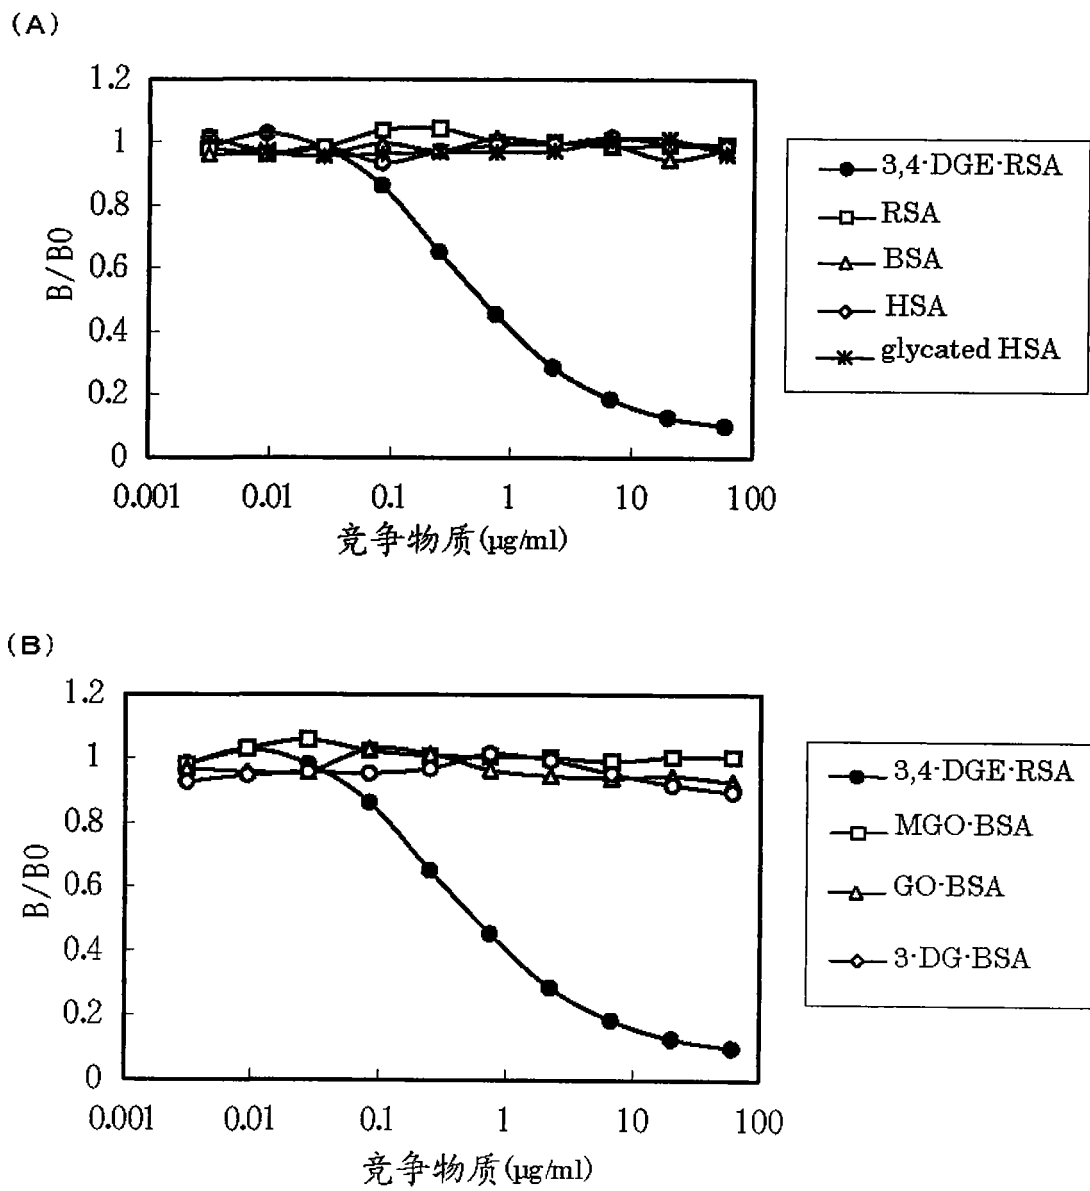 (A)
1.2
1
0.8
0.6
0.4
0.2
0
B/B0
0.001 0.01 0.1 1 10 100
竞争物质(μg/ml)
3,4-DGE-RSA
RSA
BSA
HSA
glycated HSA
(B)
1.2
1
0.8
0.6
0.4
0.2
0
B/B0
0.001 0.01 0.1 1 10 100
竞争物质(μg/ml)
3,4-DGE-RSA
MGO-BSA
GO-BSA
3-DG-BSA